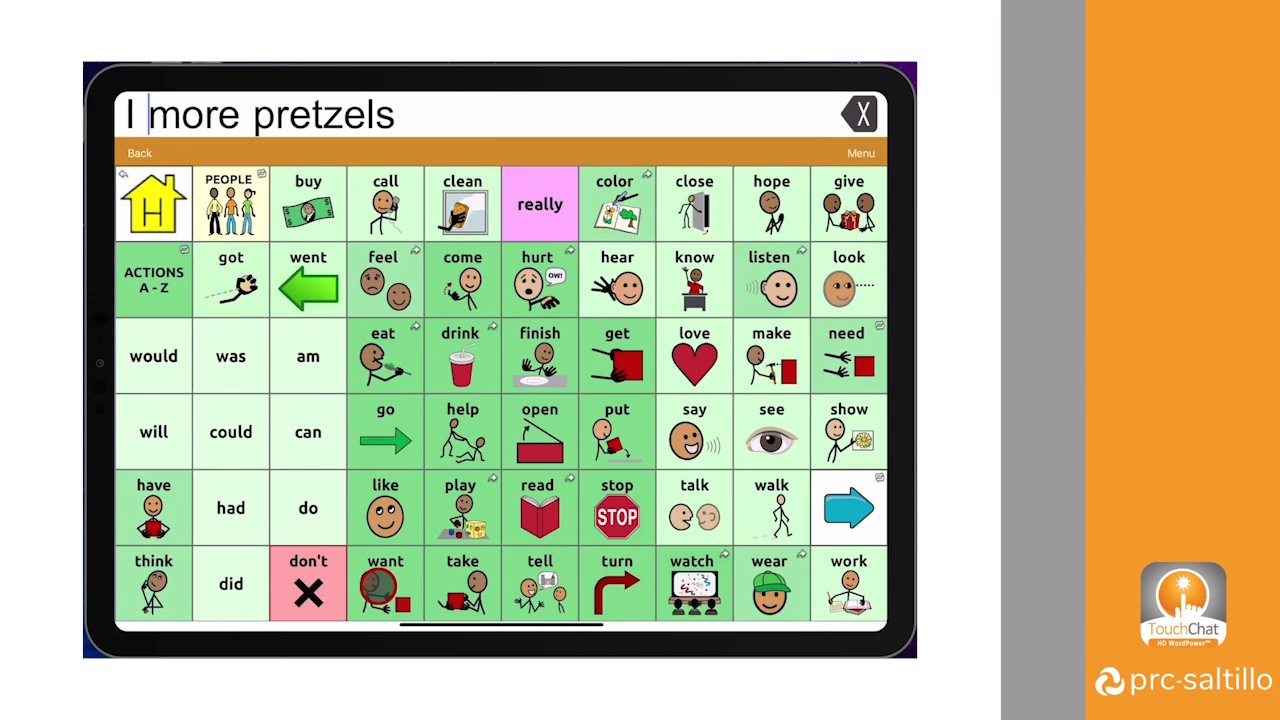 I more pretzels
X
Back
Menu
H
PEOPLE
buy
call
clean
really
color
close
hope
give
ACTIONS
A - Z
got
went
feel
come
hurt
OW!
hear
know
listen
look
would
was
am
eat
drink
finish
get
love
make
need
will
could
can
go
help
open
put
say
see
show
have
had
do
like
play
read
stop
STOP
talk
walk
think
did
don't
want
take
tell
turn
watch
wear
work
TouchChat
HD WordPower™
prc-saltillo